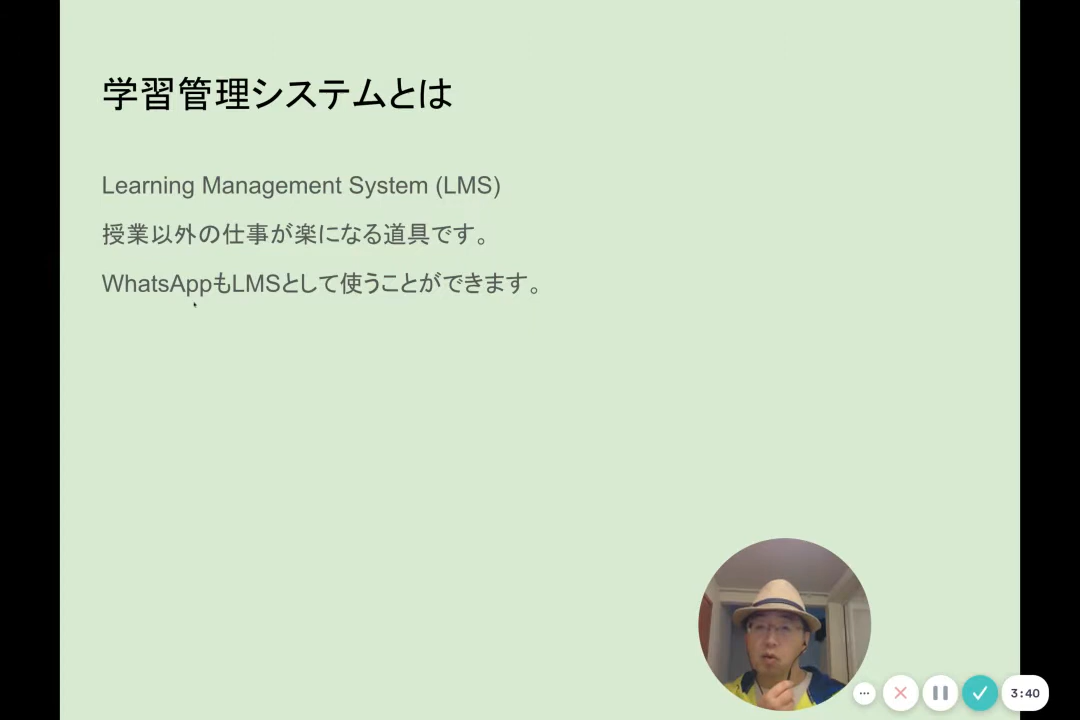 学習管理システムとは
Learning Management System (LMS)
授業以外の仕事が楽になる道具です。
WhatsAppもLMSとして使うことができます。
3:40